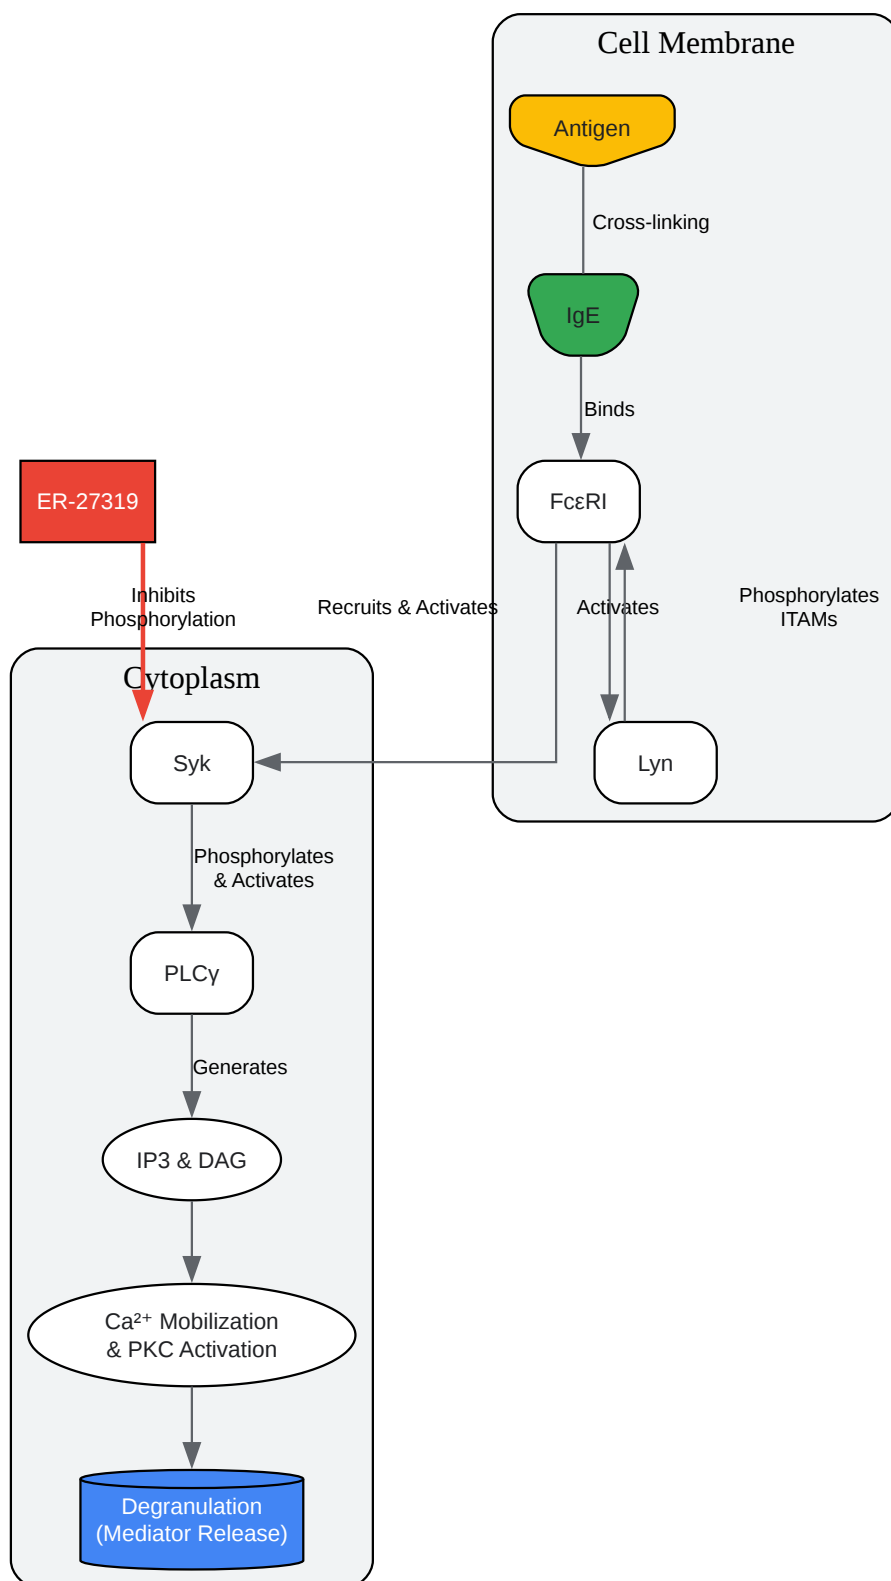 Cell Membrane
Antigen
Cross-linking
IgE
Binds
ER-27319
FcεRI
Inhibits
Phosphorylation
Recruits & Activates
Activates
Phosphorylates
ITAMs
Cytoplasm
Syk
Lyn
Phosphorylates
& Activates
PLCγ
Generates
IP3 & DAG
Ca²⁺ Mobilization
& PKC Activation
Degranulation
(Mediator Release)